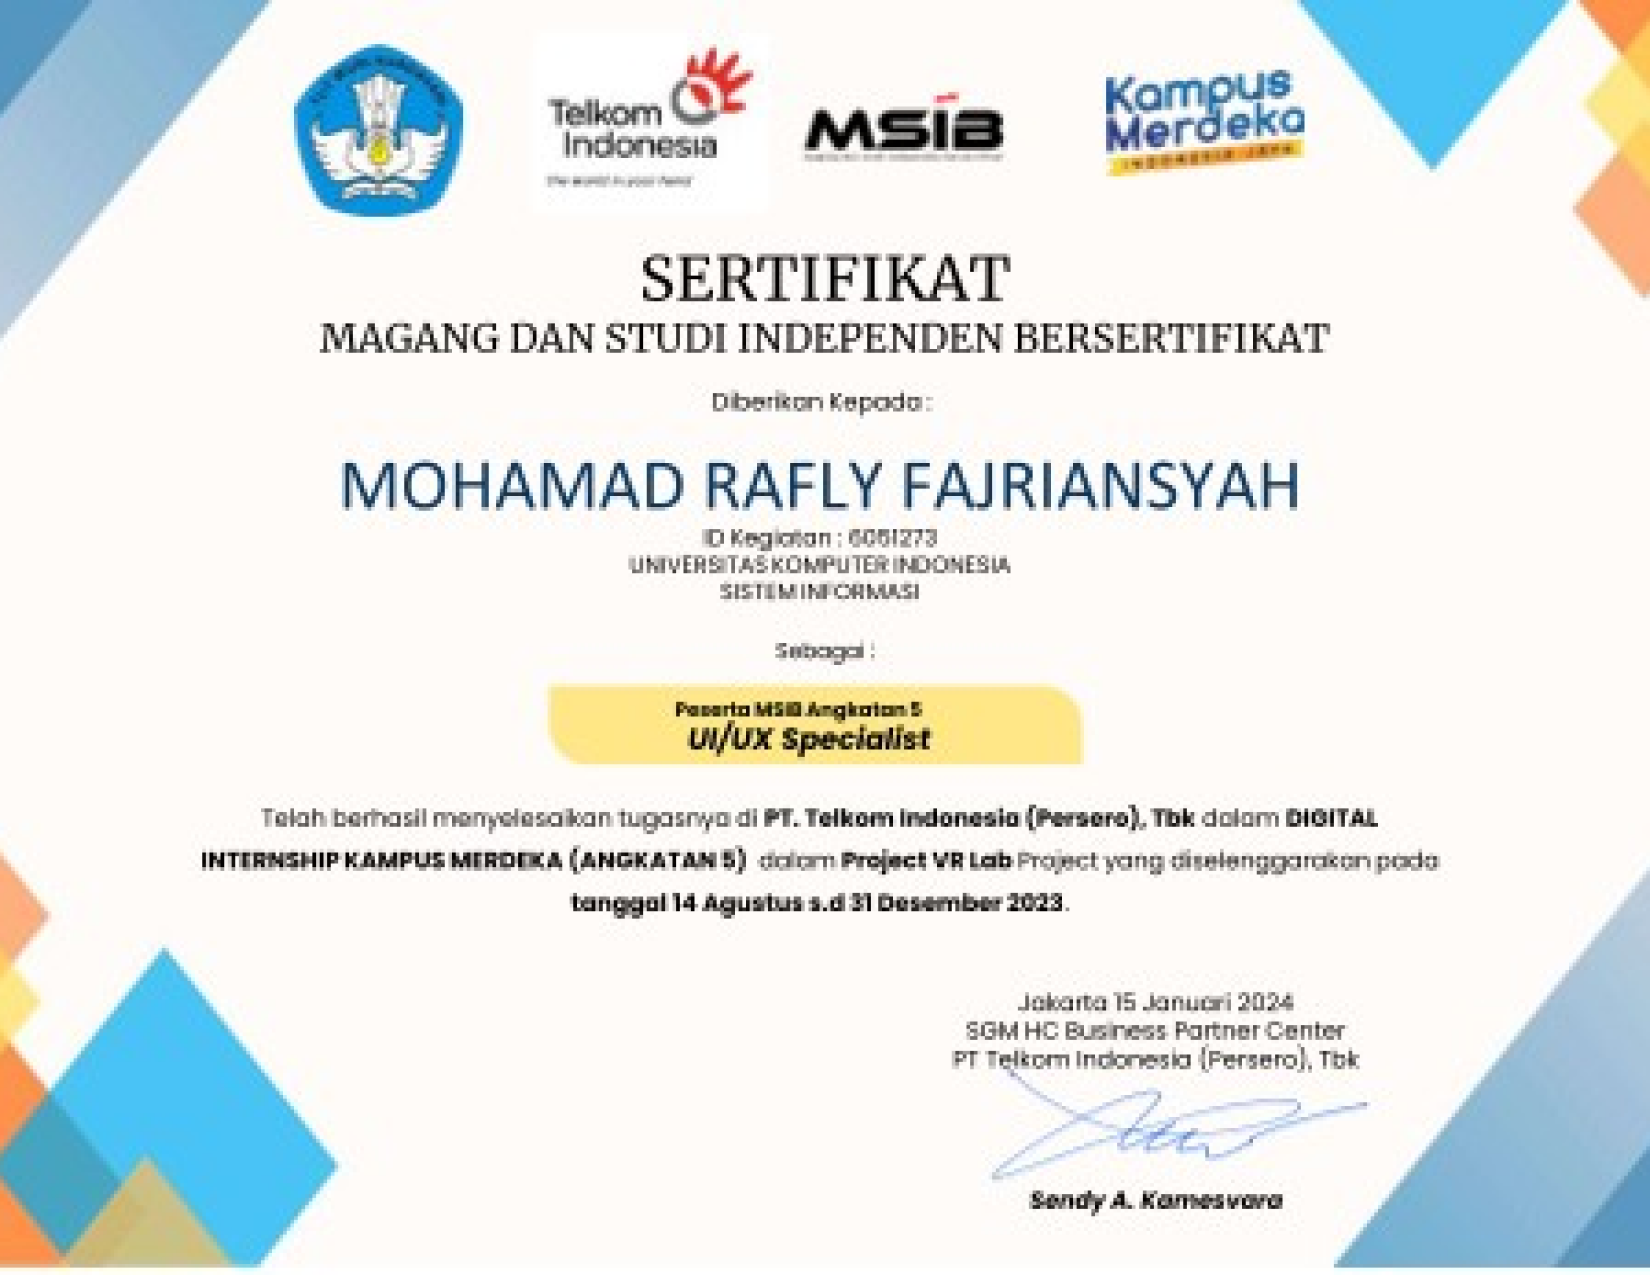 Telkom
Indonesia
the world in your hand
MSIB
Kampus
Merdeka
INDONESIA JAYA
SERTIFIKAT
MAGANG DAN STUDI INDEPENDEN BERSERTIFIKAT
Diberikan Kepada :
MOHAMAD RAFLY FAJRIANSYAH
ID Kegiatan : 6051273
UNIVERSITAS KOMPUTER INDONESIA
SISTEM INFORMASI
Sebagai :
Peserta MSIB Angkatan 5
UI/UX Specialist
Telah berhasil menyelesaikan tugasnya di PT. Telkom Indonesia (Persero), Tbk dalam DIGITAL
INTERNSHIP KAMPUS MERDEKA (ANGKATAN 5) dalam Project VR Lab Project yang diselenggarakan pada
tanggal 14 Agustus s.d 31 Desember 2023.
Jakarta 15 Januari 2024
SGM HC Business Partner Center
PT Telkom Indonesia (Persero), Tbk
Sendy A. Kamesvara